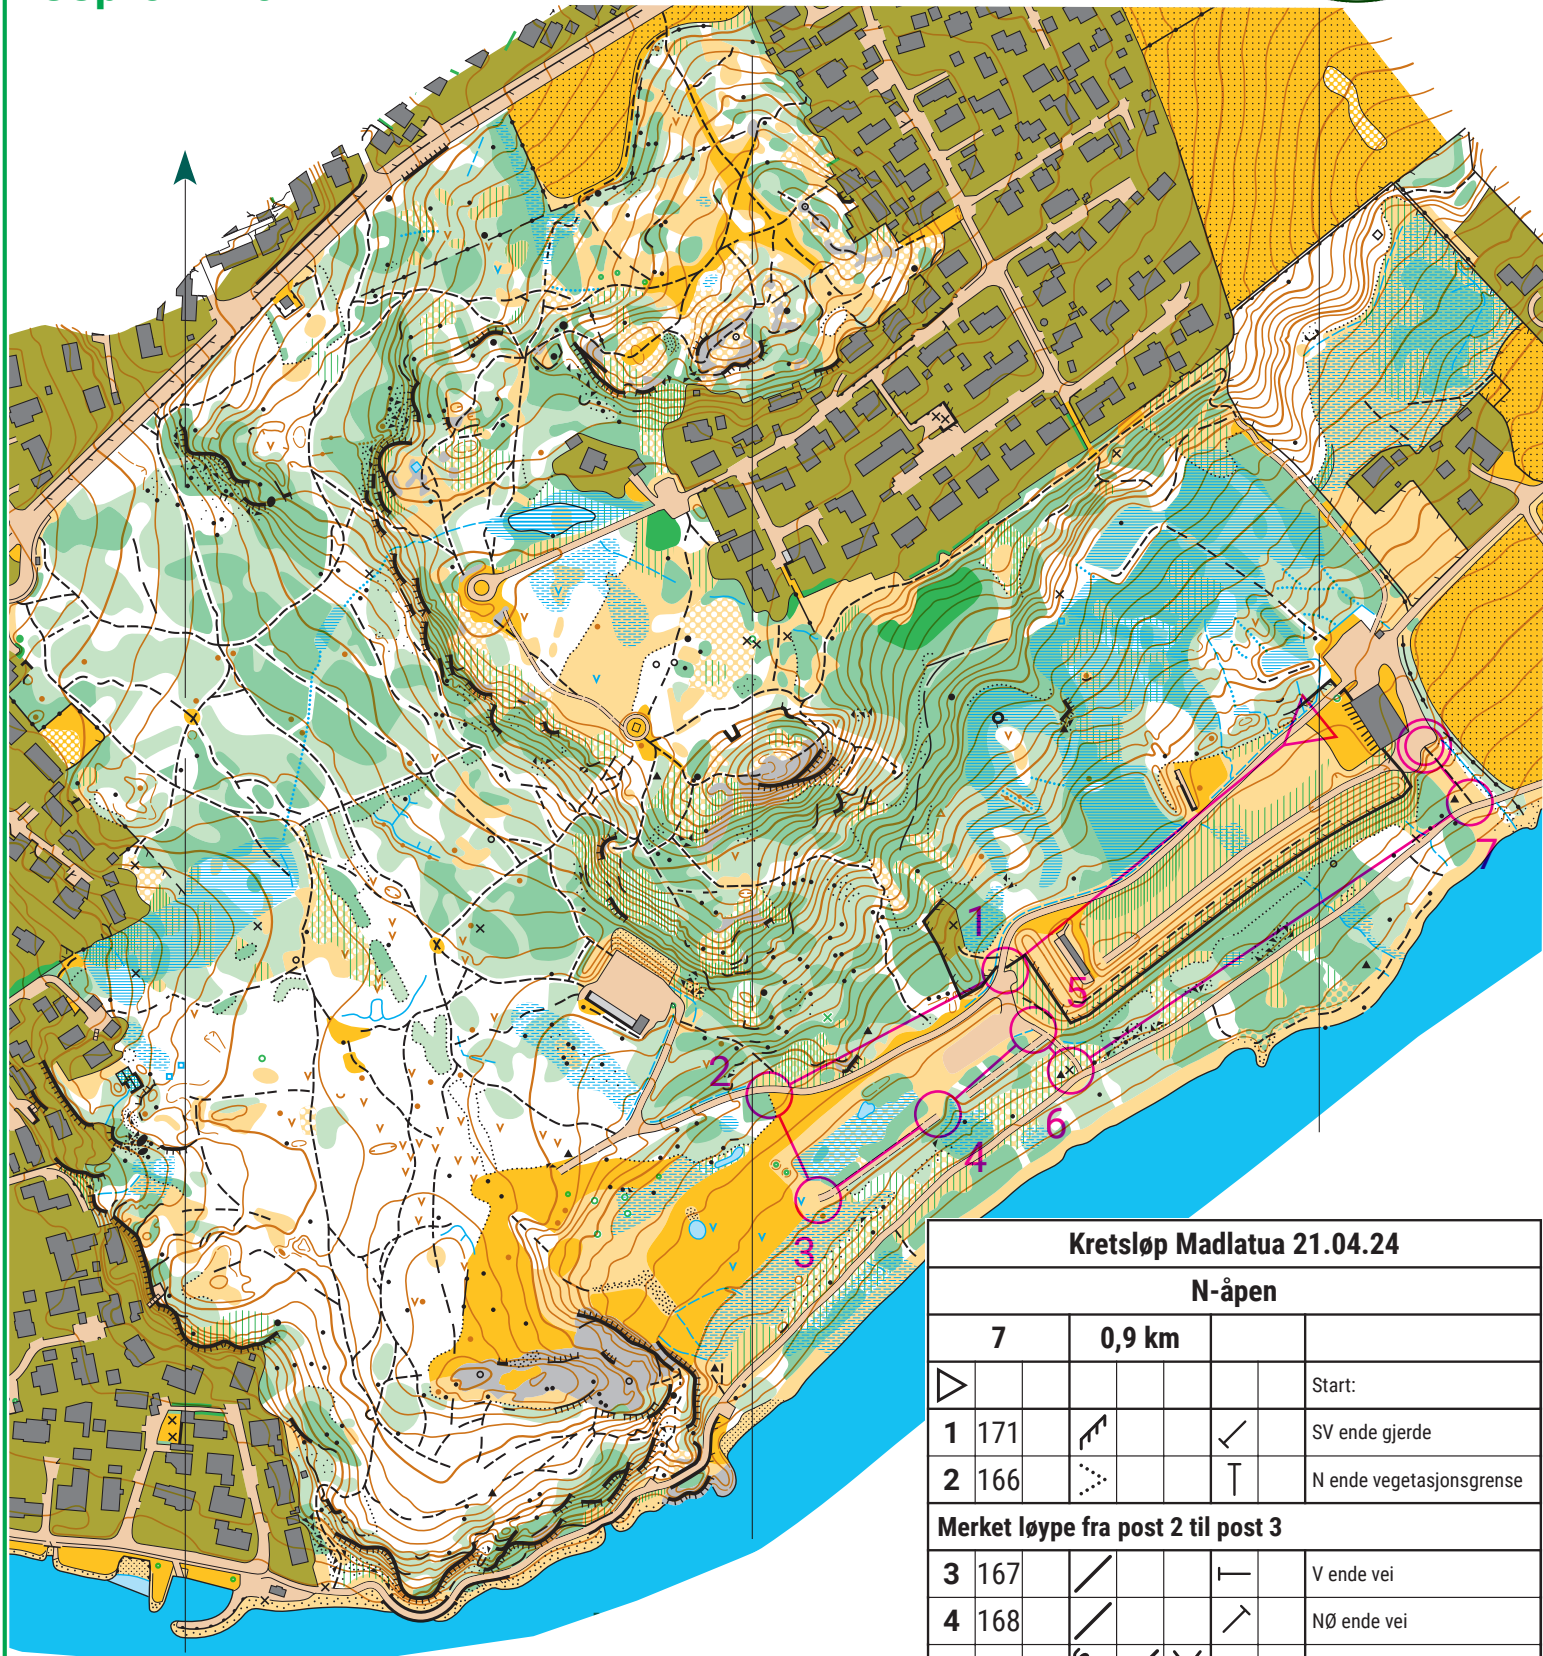 1
2
3
4
5
6
7
Kretsløp Madlatua 21.04.24
N-åpen
7 0,9 km
Start:
1 171 SV ende gjerde
2 166 N ende vegetasjonsgrense
Merket løype fra post 2 til post 3
3 167 V ende vei
4 168 NØ ende vei